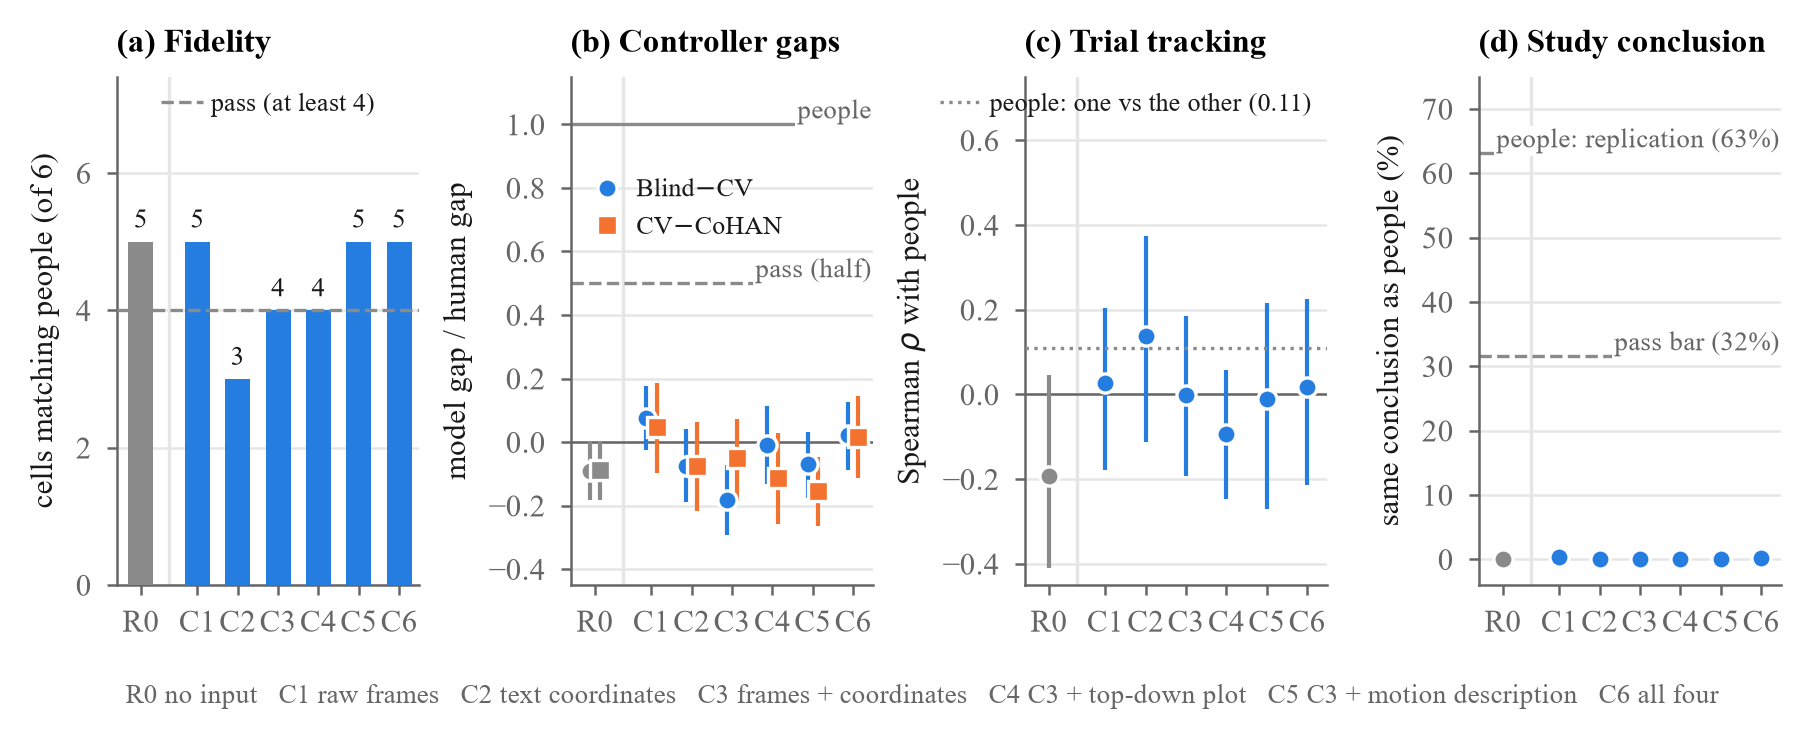 (a) Fidelity
pass (at least 4)
cells matching people (of 6)
6
4
2
0
5
5
3
4
4
5
5
R0 C1 C2 C3 C4 C5 C6
(b) Controller gaps
people
Blind−CV
CV−CoHAN
pass (half)
model gap / human gap
1.0
0.8
0.6
0.4
0.2
0.0
−0.2
−0.4
R0 C1 C2 C3 C4 C5 C6
(c) Trial tracking
people: one vs the other (0.11)
Spearman ρ with people
0.6
0.4
0.2
0.0
−0.2
−0.4
R0 C1 C2 C3 C4 C5 C6
(d) Study conclusion
people: replication (63%)
pass bar (32%)
same conclusion as people (%)
70
60
50
40
30
20
10
0
R0 C1 C2 C3 C4 C5 C6
R0 no input C1 raw frames C2 text coordinates C3 frames + coordinates C4 C3 + top-down plot C5 C3 + motion description C6 all four